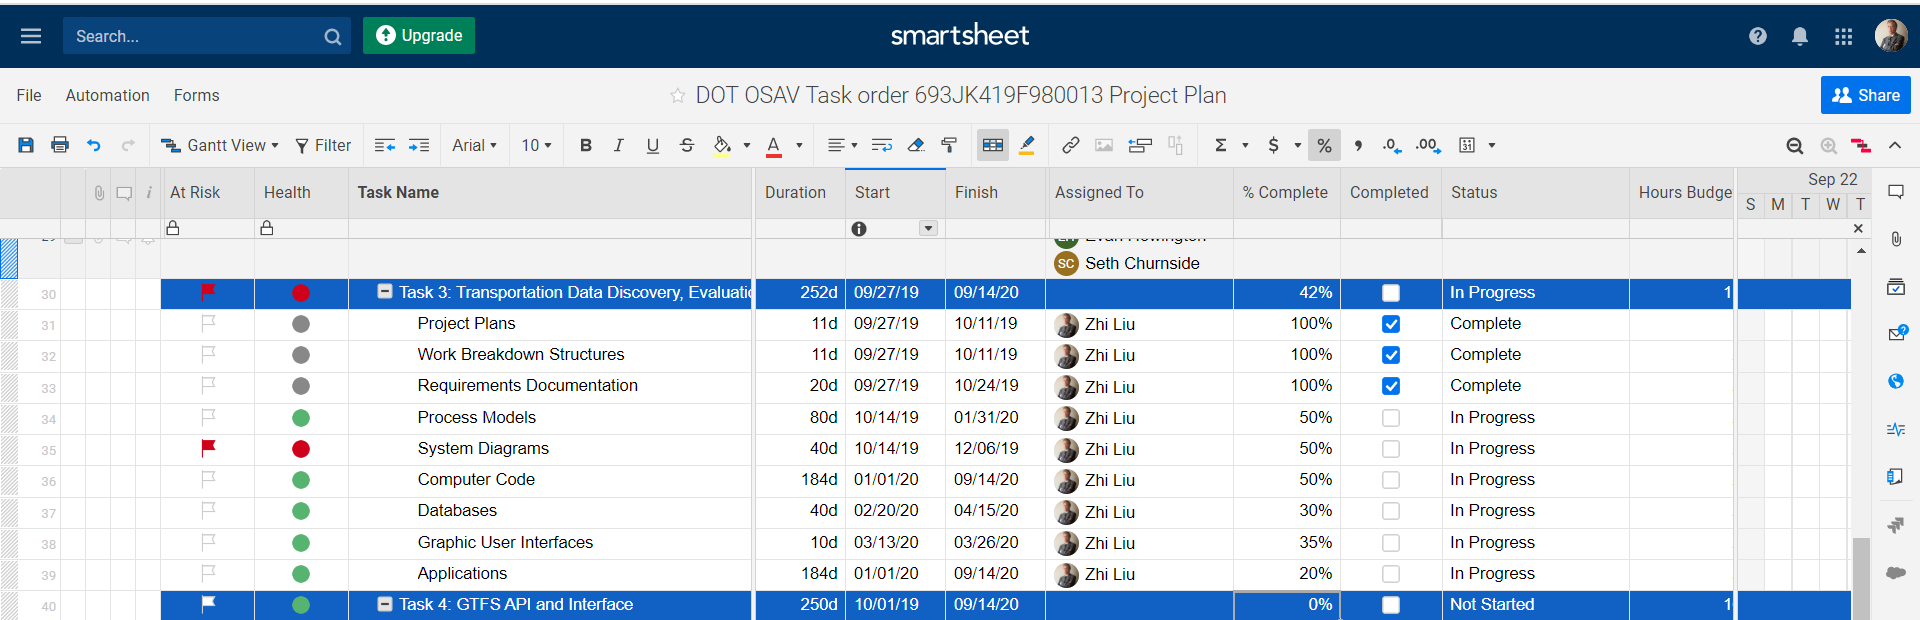 Search... Upgrade smartsheet
File Automation Forms DOT OSAV Task order 693JK419F980013 Project Plan Share
Gantt View Filter Arial 10 B I U S A Σ $ % , .0 .00 31
At Risk Health Task Name Duration Start Finish Assigned To % Complete Completed Status Hours Budge Sep 22
S M T W T
SC Seth Churnside
30 Task 3: Transportation Data Discovery, Evaluatio 252d 09/27/19 09/14/20 42% In Progress 1
31 Project Plans 11d 09/27/19 10/11/19 Zhi Liu 100% Complete
32 Work Breakdown Structures 11d 09/27/19 10/11/19 Zhi Liu 100% Complete
33 Requirements Documentation 20d 09/27/19 10/24/19 Zhi Liu 100% Complete
34 Process Models 80d 10/14/19 01/31/20 Zhi Liu 50% In Progress
35 System Diagrams 40d 10/14/19 12/06/19 Zhi Liu 50% In Progress
36 Computer Code 184d 01/01/20 09/14/20 Zhi Liu 50% In Progress
37 Databases 40d 02/20/20 04/15/20 Zhi Liu 30% In Progress
38 Graphic User Interfaces 10d 03/13/20 03/26/20 Zhi Liu 35% In Progress
39 Applications 184d 01/01/20 09/14/20 Zhi Liu 20% In Progress
40 Task 4: GTFS API and Interface 250d 10/01/19 09/14/20 0% Not Started 1